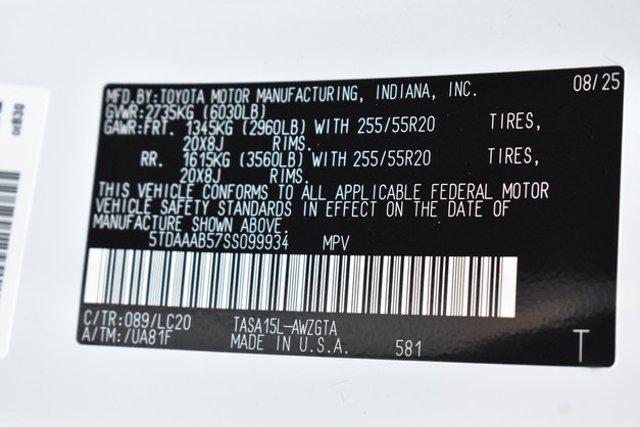 MFD.BY:TOYOTA MOTOR MANUFACTURING, INDIANA, INC. 08/25
GVWR:2735KG (6030LB)
GAWR:FRT. 1345KG (2960LB) WITH 255/55R20 TIRES,
20X8J RIMS.
RR. 1615KG (3560LB) WITH 255/55R20 TIRES,
20X8J RIMS.
THIS VEHICLE CONFORMS TO ALL APPLICABLE FEDERAL MOTOR
VEHICLE SAFETY STANDARDS IN EFFECT ON THE DATE OF
MANUFACTURE SHOWN ABOVE.
5TDAAAB57SS099934 MPV
C/TR:089/LC20 TASA15L-AWZGTA
A/TM:/UA81F MADE IN U.S.A. 581 T